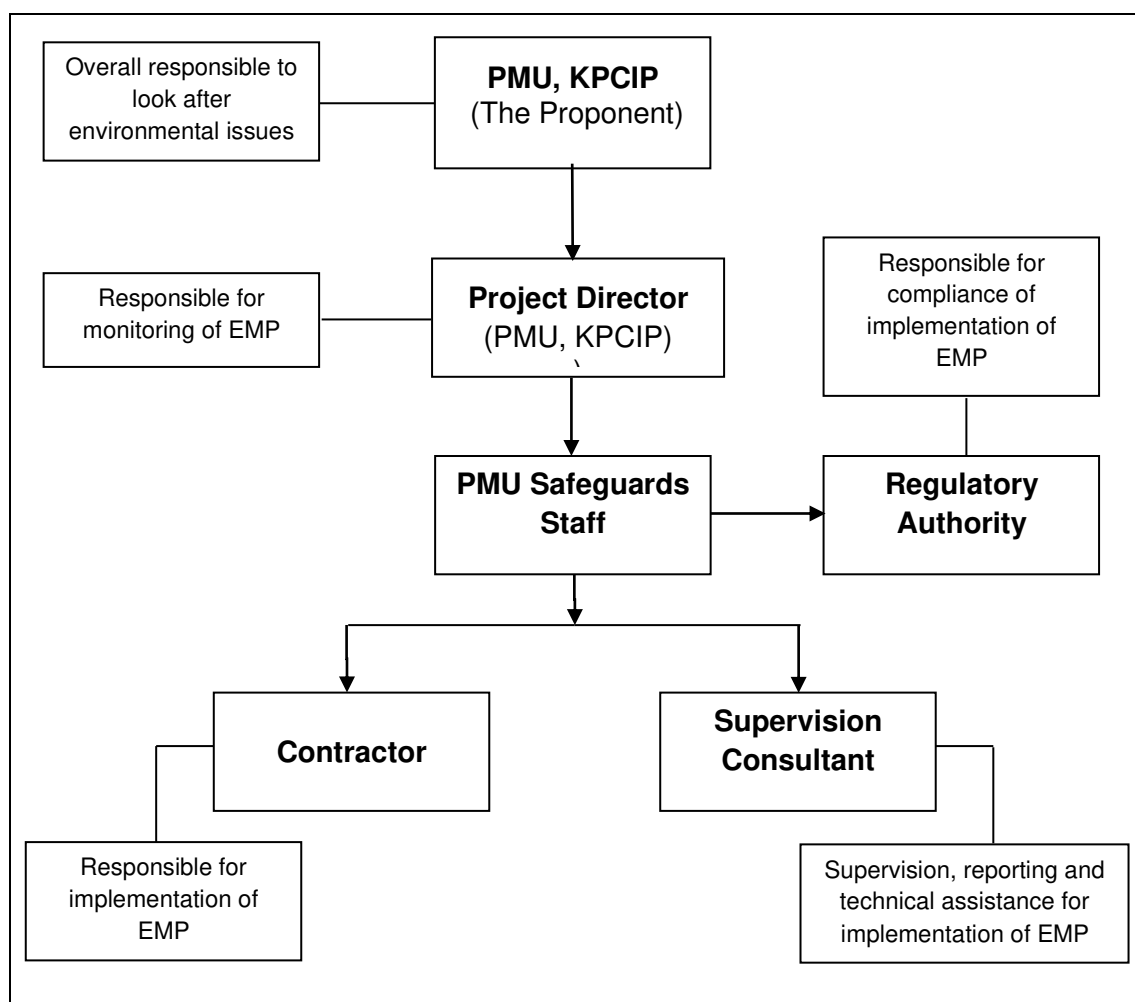 Overall responsible to
look after
environmental issues
PMU, KPCIP
(The Proponent)
Responsible for
monitoring of EMP
Project Director
(PMU, KPCIP)
Responsible for
compliance of
implementation of
EMP
PMU Safeguards
Staff
Regulatory
Authority
Contractor
Supervision
Consultant
Responsible for
implementation of
EMP
Supervision, reporting and
technical assistance for
implementation of EMP